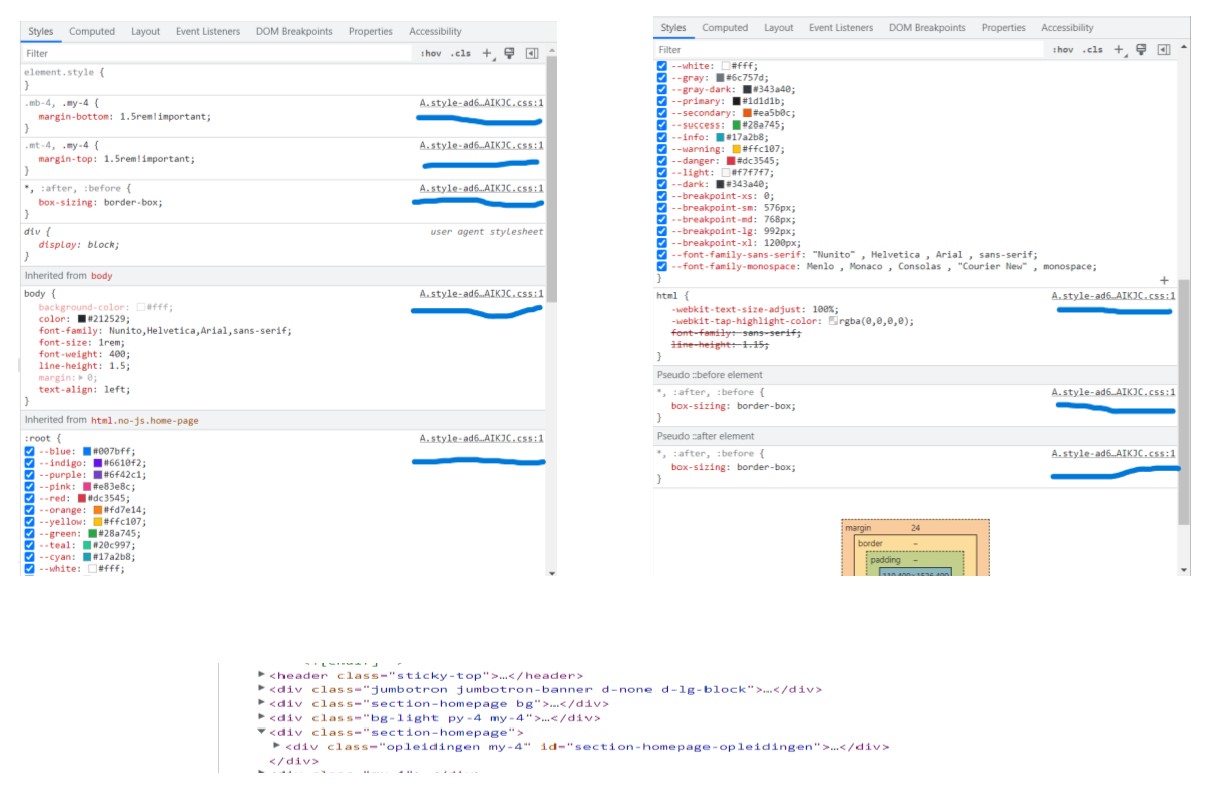 Styles Computed Layout Event Listeners DOM Breakpoints Properties Accessibility
Filter :hov .cls +
element.style {
}
.mb-4, .my-4 { A.style-ad6…AIKJC.css:1
margin-bottom: 1.5rem!important;
}
.mt-4, .my-4 { A.style-ad6…AIKJC.css:1
margin-top: 1.5rem!important;
}
*, :after, :before { A.style-ad6…AIKJC.css:1
box-sizing: border-box;
}
div { user agent stylesheet
display: block;
}
Inherited from body
body { A.style-ad6…AIKJC.css:1
background-color: #fff;
color: #212529;
font-family: Nunito,Helvetica,Arial,sans-serif;
font-size: 1rem;
font-weight: 400;
line-height: 1.5;
margin: 0;
text-align: left;
}
Inherited from html.no-js.home-page
:root { A.style-ad6…AIKJC.css:1
--blue: #007bff;
--indigo: #6610f2;
--purple: #6f42c1;
--pink: #e83e8c;
--red: #dc3545;
--orange: #fd7e14;
--yellow: #ffc107;
--green: #28a745;
--teal: #20c997;
--cyan: #17a2b8;
--white: #fff;
Styles Computed Layout Event Listeners DOM Breakpoints Properties Accessibility
Filter :hov .cls +
--white: #fff;
--gray: #6c757d;
--gray-dark: #343a40;
--primary: #1d1d1b;
--secondary: #ea5b0c;
--success: #28a745;
--info: #17a2b8;
--warning: #ffc107;
--danger: #dc3545;
--light: #f7f7f7;
--dark: #343a40;
--breakpoint-xs: 0;
--breakpoint-sm: 576px;
--breakpoint-md: 768px;
--breakpoint-lg: 992px;
--breakpoint-xl: 1200px;
--font-family-sans-serif: "Nunito" , Helvetica , Arial , sans-serif;
--font-family-monospace: Menlo , Monaco , Consolas , "Courier New" , monospace;
}
html { A.style-ad6…AIKJC.css:1
-webkit-text-size-adjust: 100%;
-webkit-tap-highlight-color: rgba(0,0,0,0);
font-family: sans-serif;
line-height: 1.15;
}
Pseudo ::before element
*, :after, :before { A.style-ad6…AIKJC.css:1
box-sizing: border-box;
}
Pseudo ::after element
*, :after, :before { A.style-ad6…AIKJC.css:1
box-sizing: border-box;
}
margin 24
border –
padding –
<header class="sticky-top">…</header>
<div class="jumbotron jumbotron-banner d-none d-lg-block">…</div>
<div class="section-homepage bg">…</div>
<div class="bg-light py-4 my-4">…</div>
<div class="section-homepage">
<div class="opleidingen my-4" id="section-homepage-opleidingen">…</div>
</div>